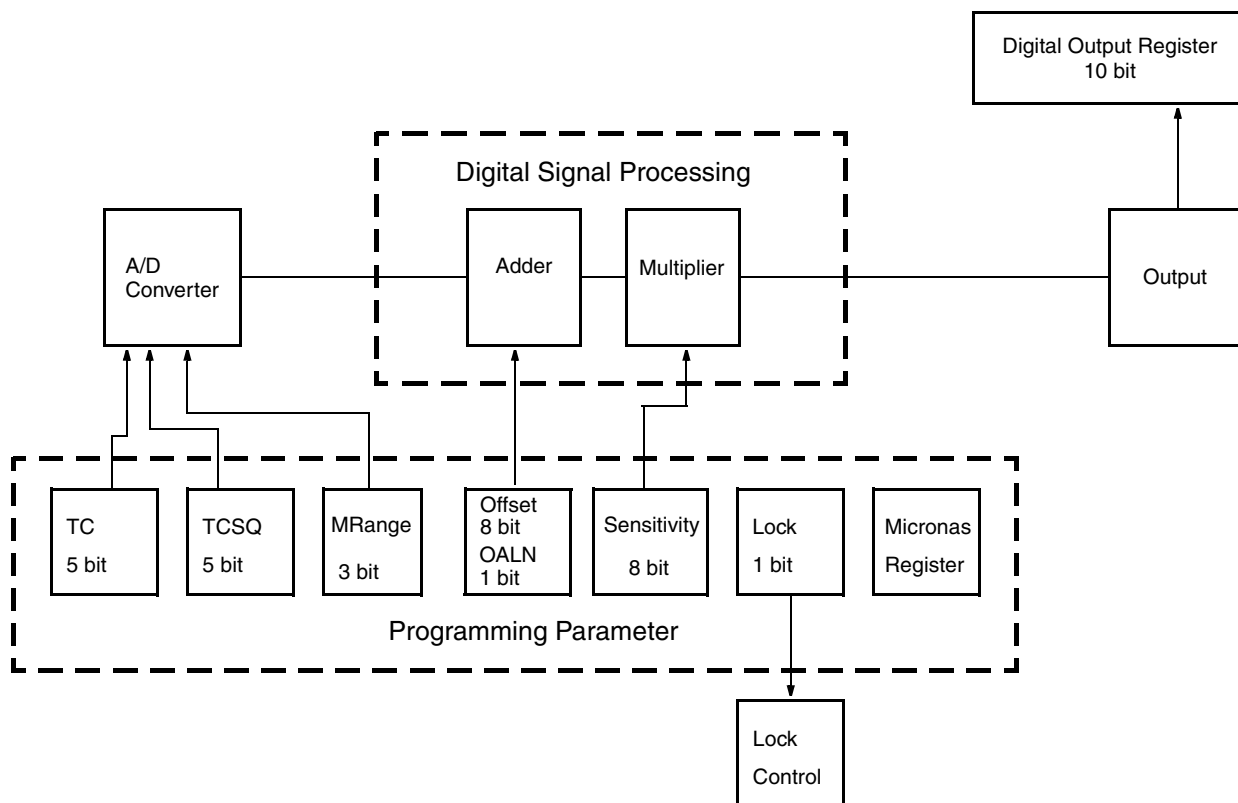 Digital Output Register
10 bit
Digital Signal Processing
A/D
Converter
Adder
Multiplier
Output
TC
5 bit
TCSQ
5 bit
MRange
3 bit
Offset
8 bit
OALN
1 bit
Sensitivity
8 bit
Lock
1 bit
Micronas
Register
Programming Parameter
Lock
Control